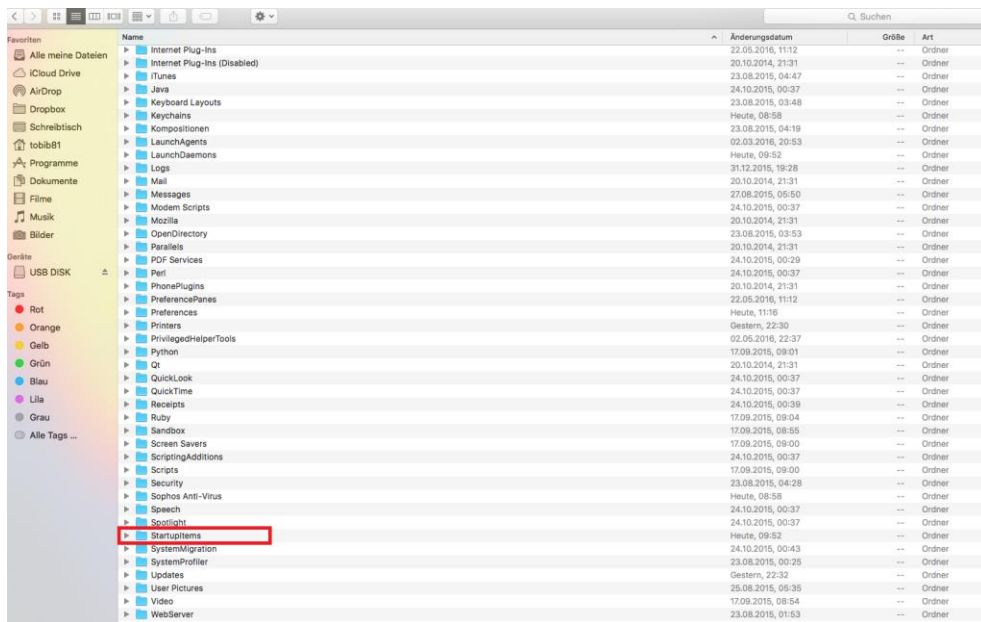 Suchen
Favoriten
Alle meine Dateien
iCloud Drive
AirDrop
Dropbox
Schreibtisch
tobib81
Programme
Dokumente
Filme
Musik
Bilder
Geräte
USB DISK
Tags
Rot
Orange
Gelb
Grün
Blau
Lila
Grau
Alle Tags ...
Name Änderungsdatum Größe Art
Internet Plug-Ins 22.05.2016, 11:12 -- Ordner
Internet Plug-Ins (Disabled) 20.10.2014, 21:31 -- Ordner
iTunes 23.08.2015, 04:47 -- Ordner
Java 24.10.2015, 00:37 -- Ordner
Keyboard Layouts 23.08.2015, 03:48 -- Ordner
Keychains Heute, 08:58 -- Ordner
Kompositionen 23.08.2015, 04:19 -- Ordner
LaunchAgents 02.03.2016, 20:53 -- Ordner
LaunchDaemons Heute, 09:52 -- Ordner
Logs 31.12.2015, 19:28 -- Ordner
Mail 20.10.2014, 21:31 -- Ordner
Messages 27.08.2015, 05:50 -- Ordner
Modem Scripts 24.10.2015, 00:37 -- Ordner
Mozilla 20.10.2014, 21:31 -- Ordner
OpenDirectory 23.08.2015, 03:53 -- Ordner
Parallels 20.10.2014, 21:31 -- Ordner
PDF Services 24.10.2015, 00:29 -- Ordner
Perl 24.10.2015, 00:37 -- Ordner
PhonePlugins 20.10.2014, 21:31 -- Ordner
PreferencePanes 22.05.2016, 11:12 -- Ordner
Preferences Heute, 11:16 -- Ordner
Printers Gestern, 22:30 -- Ordner
PrivilegedHelperTools 02.05.2016, 22:37 -- Ordner
Python 17.09.2015, 09:01 -- Ordner
Qt 20.10.2014, 21:31 -- Ordner
QuickLook 24.10.2015, 00:37 -- Ordner
QuickTime 24.10.2015, 00:37 -- Ordner
Receipts 24.10.2015, 00:39 -- Ordner
Ruby 17.09.2015, 09:04 -- Ordner
Sandbox 17.09.2015, 08:55 -- Ordner
Screen Savers 17.09.2015, 09:00 -- Ordner
ScriptingAdditions 24.10.2015, 00:37 -- Ordner
Scripts 17.09.2015, 09:00 -- Ordner
Security 23.08.2015, 04:28 -- Ordner
Sophos Anti-Virus Heute, 08:58 -- Ordner
Speech 24.10.2015, 00:37 -- Ordner
Spotlight 24.10.2015, 00:37 -- Ordner
StartupItems Heute, 09:52 -- Ordner
SystemMigration 24.10.2015, 00:43 -- Ordner
SystemProfiler 23.08.2015, 00:25 -- Ordner
Updates Gestern, 22:32 -- Ordner
User Pictures 25.08.2015, 05:35 -- Ordner
Video 17.09.2015, 08:54 -- Ordner
WebServer 23.08.2015, 01:53 -- Ordner